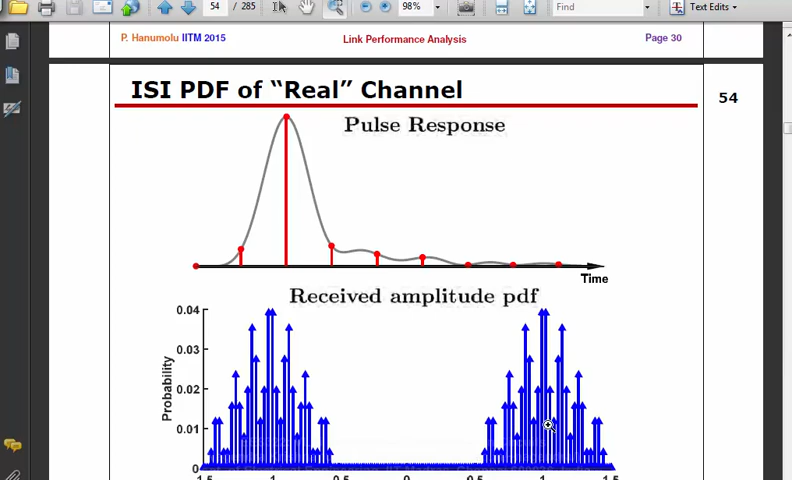 54 / 285
98%
Find
Text Edits
P. Hanumolu IITM 2015
Link Performance Analysis
Page 30
ISI PDF of “Real” Channel
54
Pulse Response
Time
Received amplitude pdf
Probability
0.04
0.03
0.02
0.01
0